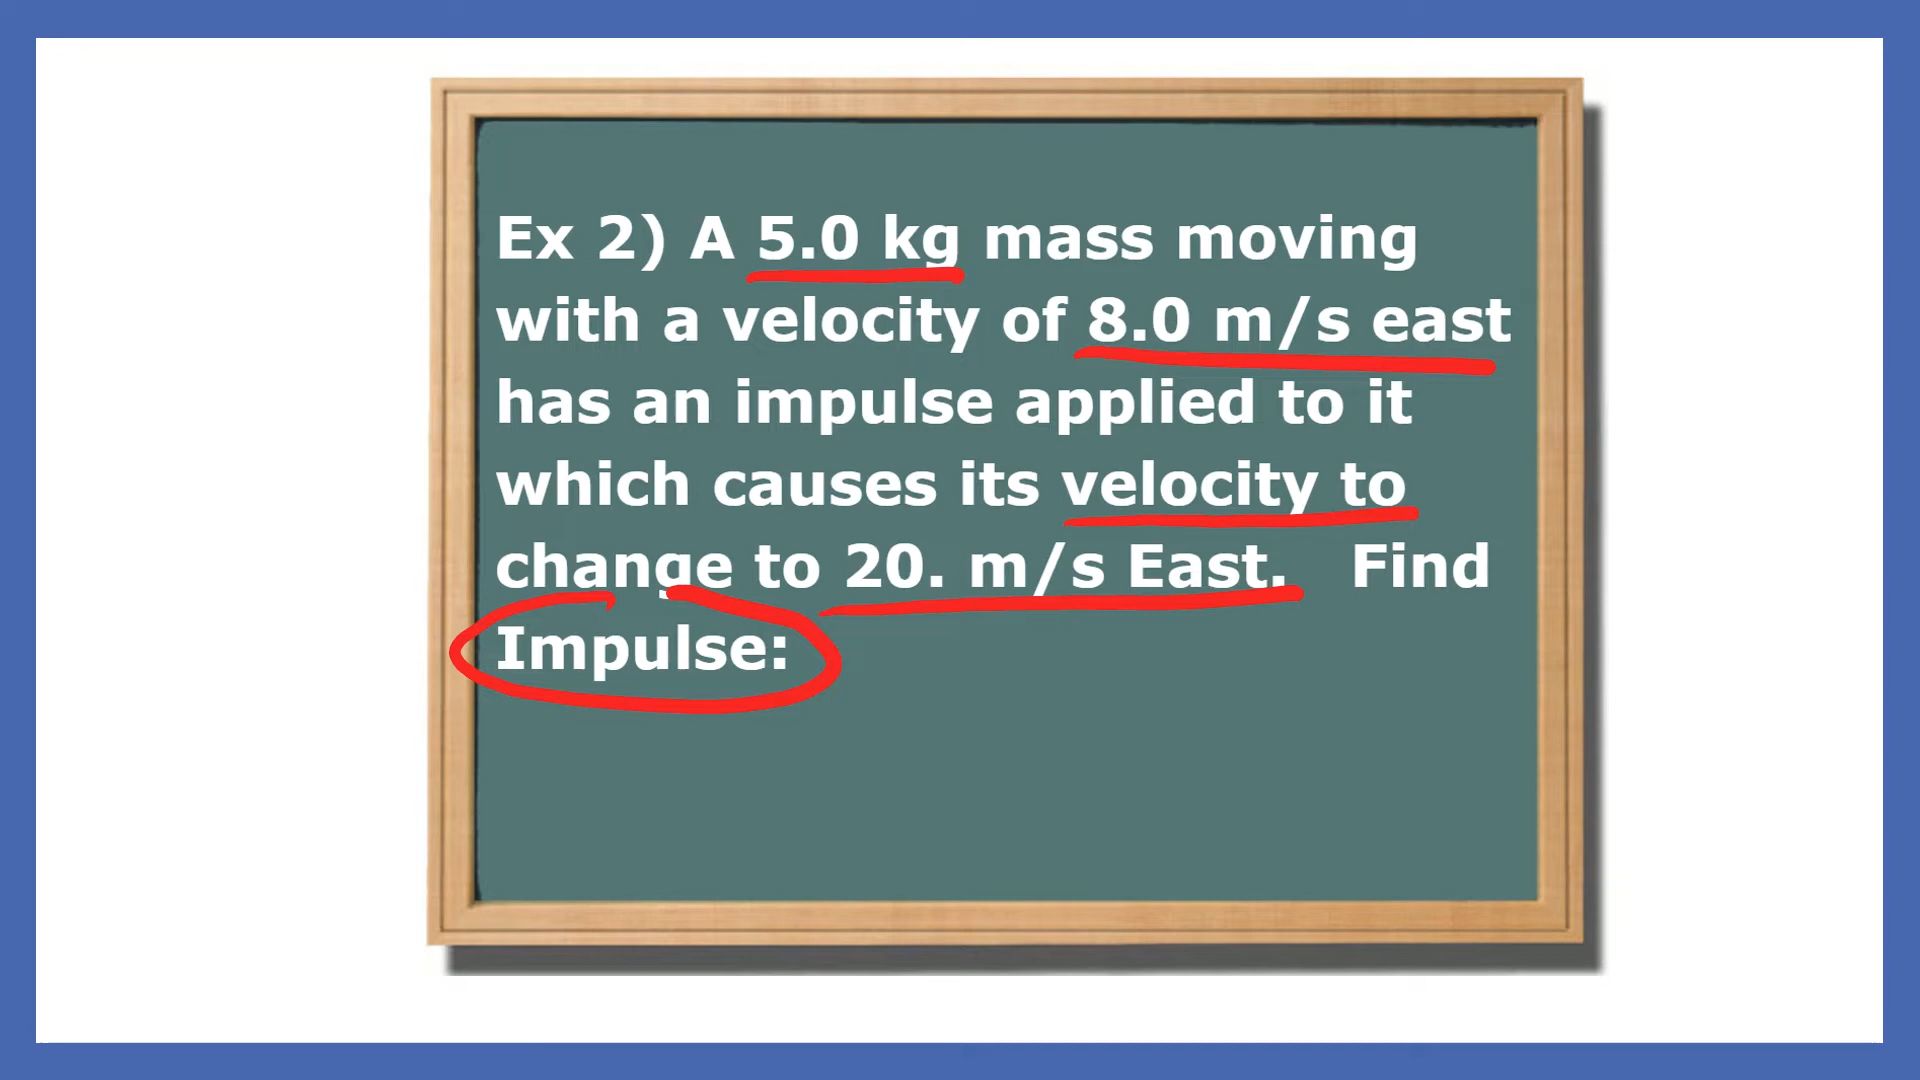 Ex 2) A 5.0 kg mass moving
with a velocity of 8.0 m/s east
has an impulse applied to it
which causes its velocity to
change to 20. m/s East. Find
Impulse: